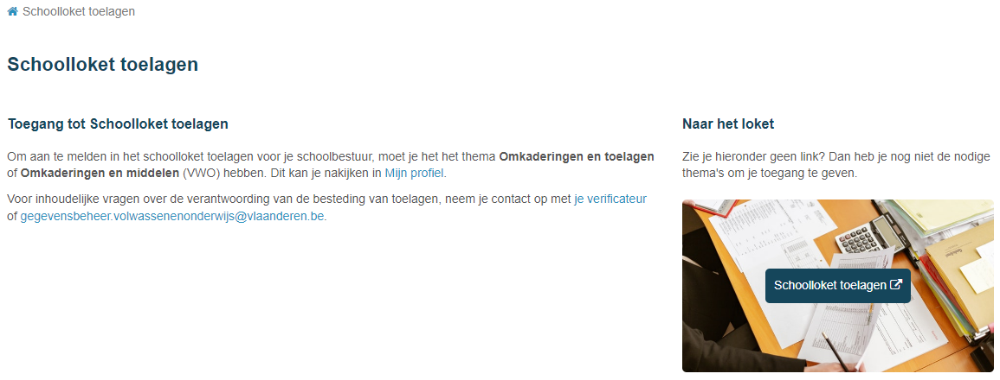 Schoolloket toelagen
Schoolloket toelagen
Toegang tot Schoolloket toelagen
Om aan te melden in het schoolloket toelagen voor je schoolbestuur, moet je het het thema Omkaderingen en toelagen
of Omkaderingen en middelen (VWO) hebben. Dit kan je nakijken in Mijn profiel.
Voor inhoudelijke vragen over de verantwoording van de besteding van toelagen, neem je contact op met je verificateur
of gegevensbeheer.volwassenenonderwijs@vlaanderen.be.
Naar het loket
Zie je hieronder geen link? Dan heb je nog niet de nodige
thema's om je toegang te geven.
Schoolloket toelagen